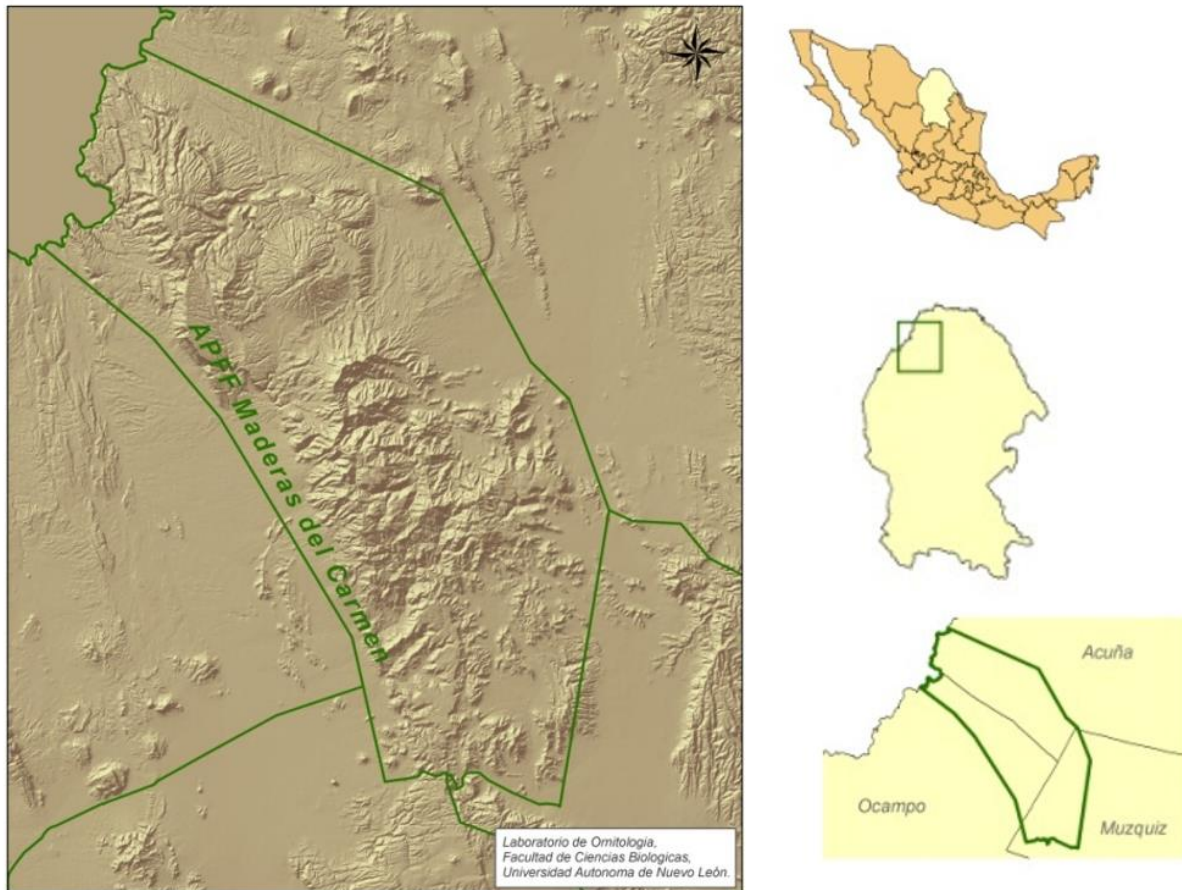 APFF Maderas del Carmen
Laboratorio de Ornitologia,
Facultad de Ciencias Biologicas,
Universidad Autonoma de Nuevo León.
Acuña
Ocampo
Muzquiz